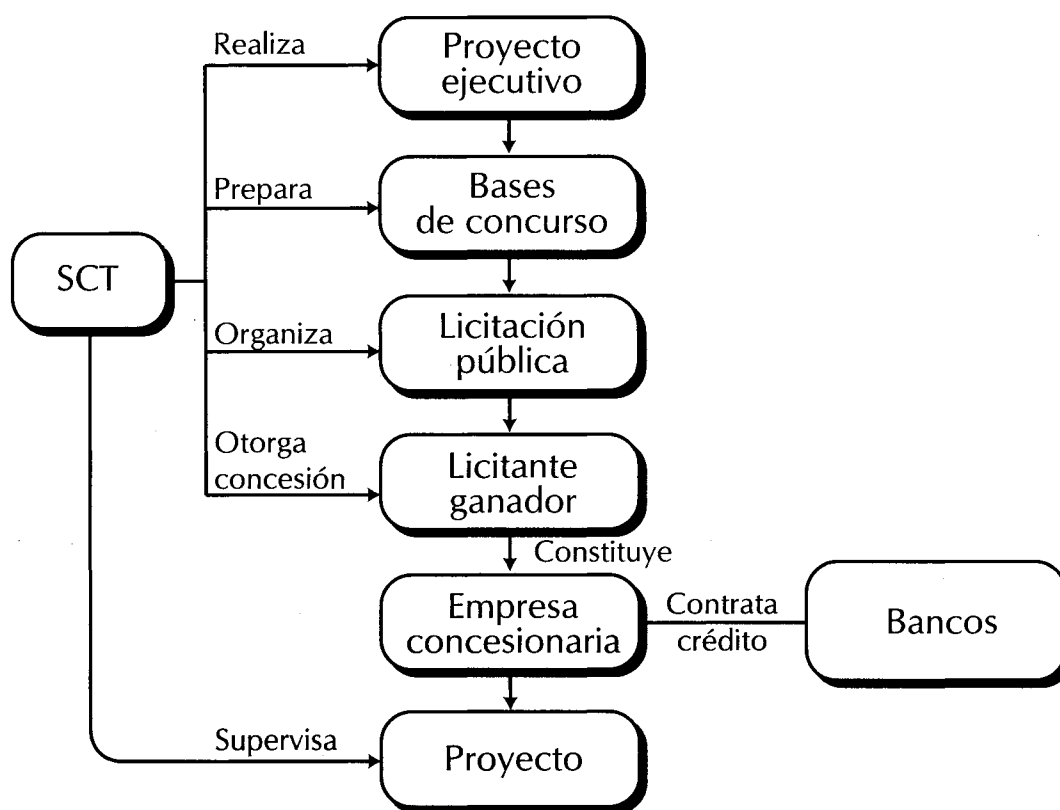 Realiza
Proyecto
ejecutivo
Prepara
Bases
de concurso
SCT
Organiza
Licitación
pública
Otorga
concesión
Licitante
ganador
Constituye
Empresa
concesionaria
Contrata
crédito
Bancos
Supervisa
Proyecto